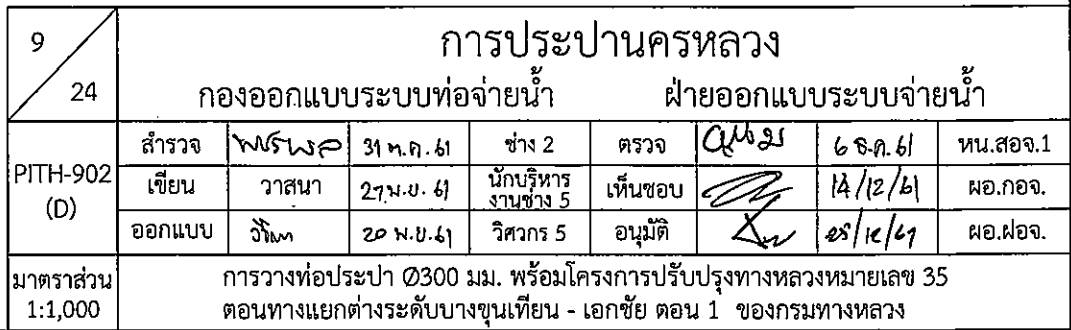 9
24
การประปานครหลวง
กองออกแบบระบบท่อจ่ายน้ำ ฝ่ายออกแบบระบบจ่ายน้ำ
PITH-902
(D)
สำรวจ 31 ต.ค. 61 ช่าง 2 ตรวจ 6 ธ.ค. 61 หน.สอจ.1
เขียน วาสนา 27 พ.ย. 61 นักบริหาร งานช่าง 5 เห็นชอบ 14/12/61 ผอ.กอจ.
ออกแบบ 20 พ.ย. 61 วิศวกร 5 อนุมัติ ผอ.ฝอจ.
มาตราส่วน
1:1,000
การวางท่อประปา Ø300 มม. พร้อมโครงการปรับปรุงทางหลวงหมายเลข 35
ตอนทางแยกต่างระดับบางขุนเทียน - เอกชัย ตอน 1 ของกรมทางหลวง